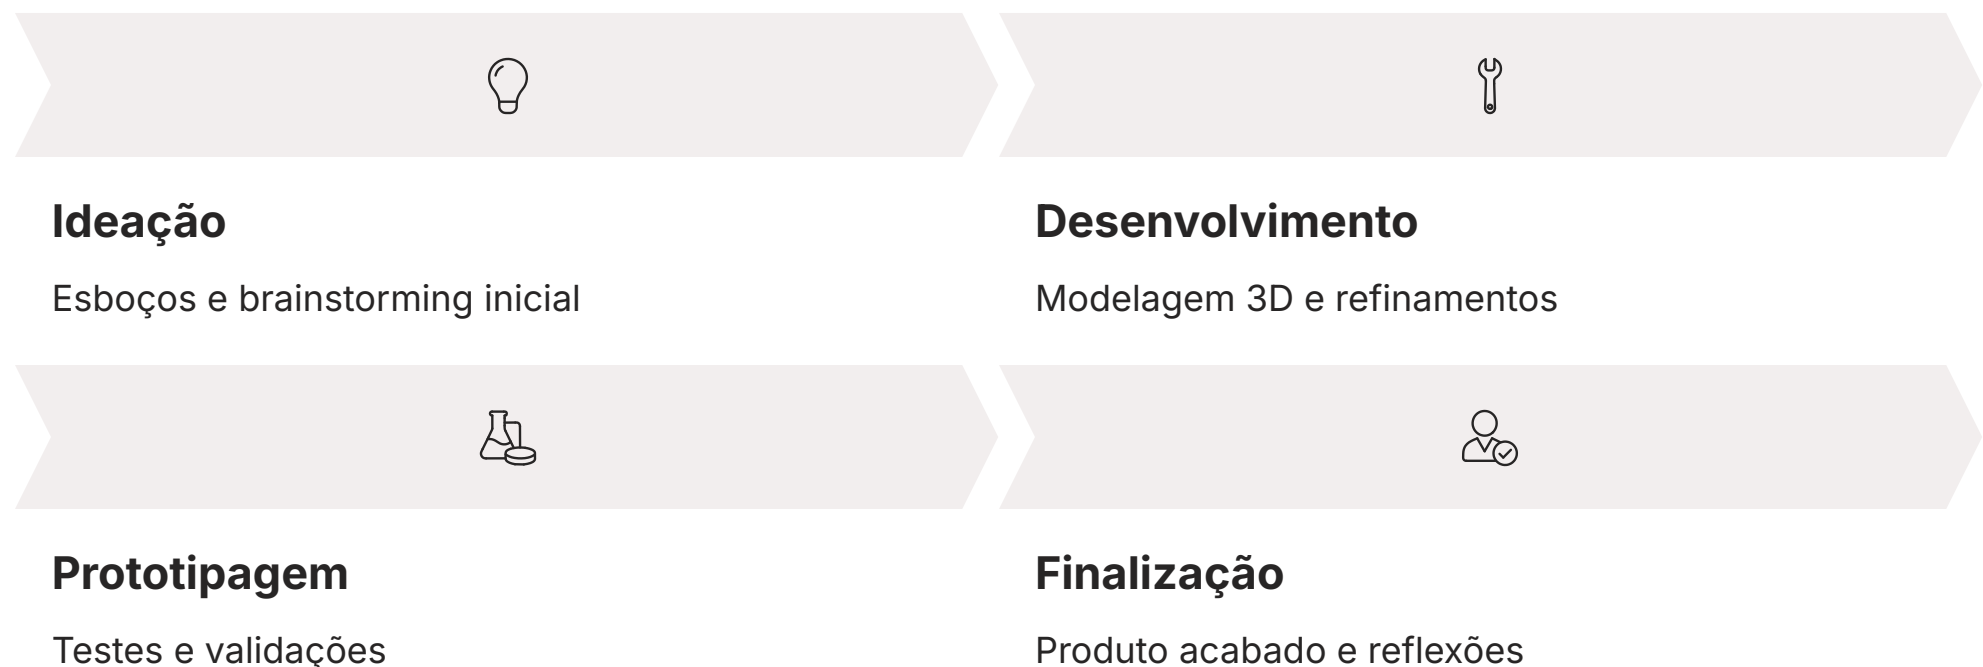 Ideação
Esboços e brainstorming inicial
Desenvolvimento
Modelagem 3D e refinamentos
Prototipagem
Testes e validações
Finalização
Produto acabado e reflexões